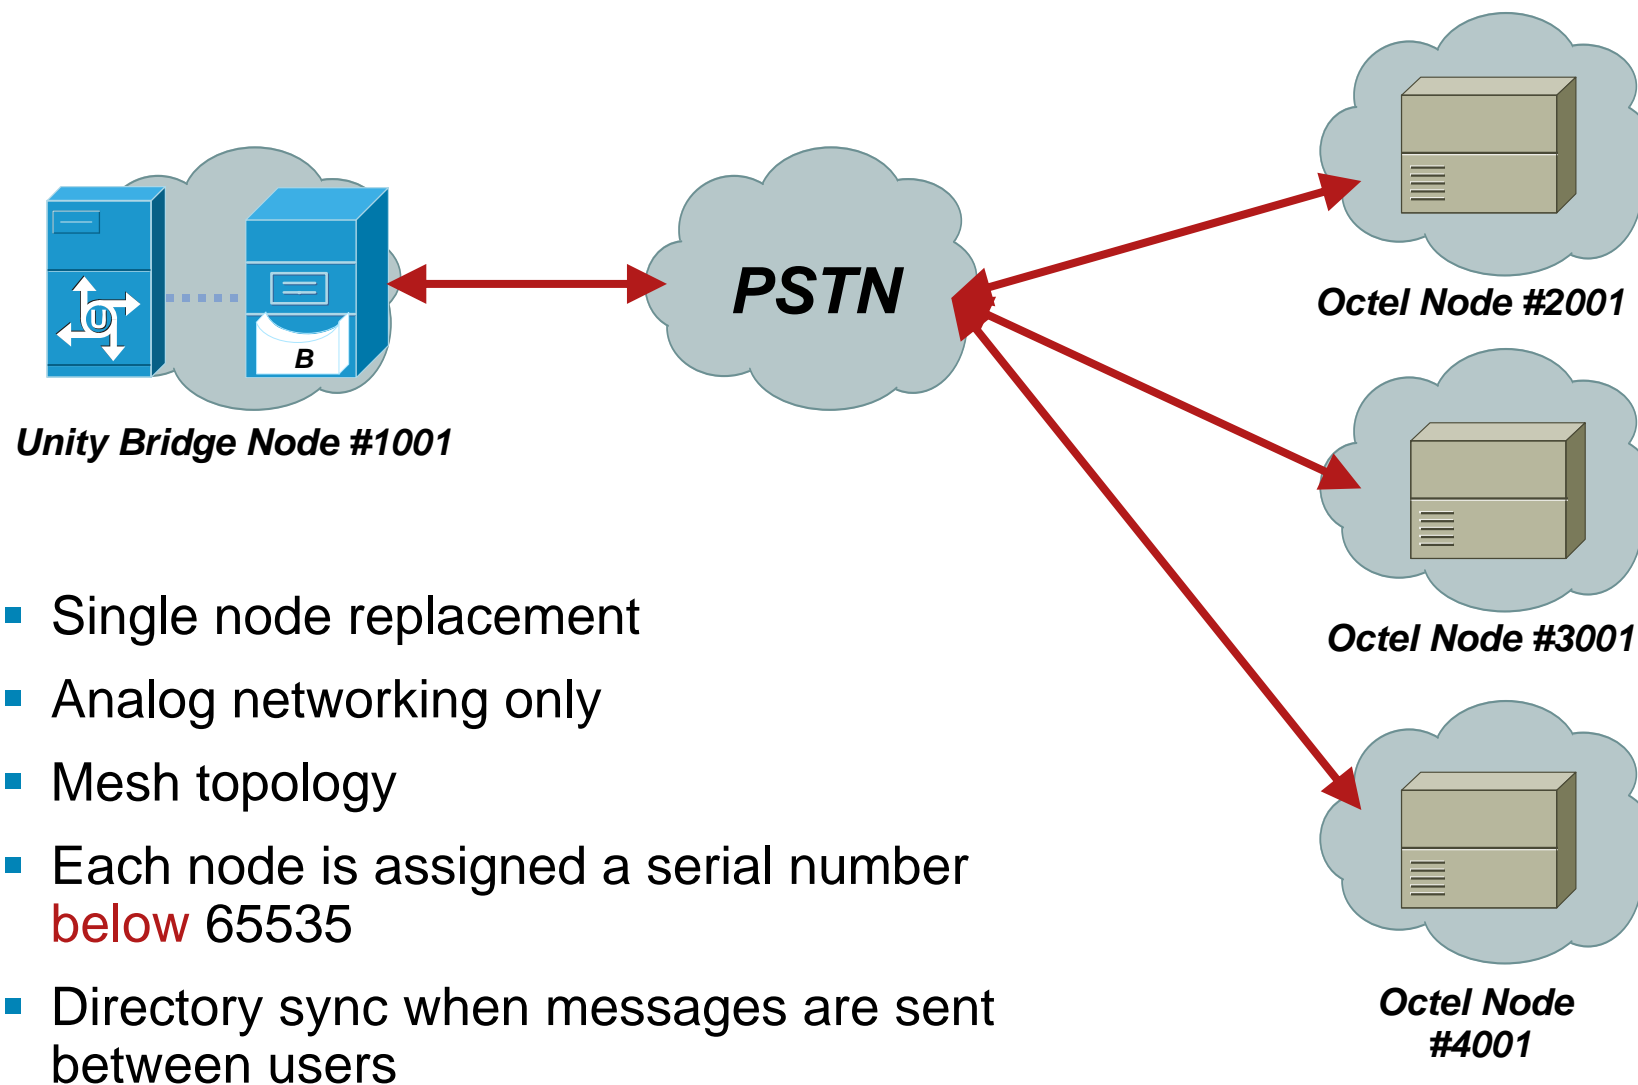 PSTN
U
B
Unity Bridge Node #1001
Octel Node #2001
Octel Node #3001
Octel Node
#4001
Single node replacement
Analog networking only
Mesh topology
Each node is assigned a serial number
below 65535
Directory sync when messages are sent
between users